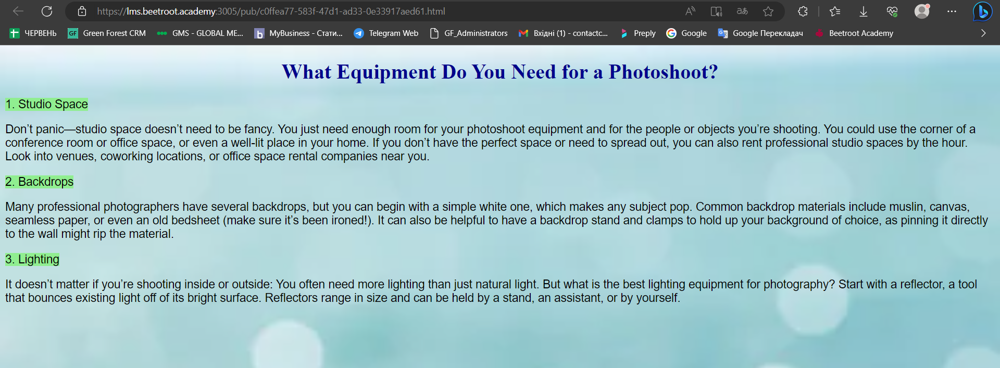 https://lms.beetroot.academy:3005/pub/c0ffea77-583f-47d1-ad33-0e33917aed61.html
ЧЕРВЕНЬ GF Green Forest CRM GMS - GLOBAL ME... b MyBusiness - Стати... Telegram Web GF_Administrators Вхідні (1) - contactc... Preply Google Google Перекладач Beetroot Academy
What Equipment Do You Need for a Photoshoot?
1. Studio Space
Don’t panic—studio space doesn’t need to be fancy. You just need enough room for your photoshoot equipment and for the people or objects you’re shooting. You could use the corner of a
conference room or office space, or even a well-lit place in your home. If you don’t have the perfect space or need to spread out, you can also rent professional studio spaces by the hour.
Look into venues, coworking locations, or office space rental companies near you.
2. Backdrops
Many professional photographers have several backdrops, but you can begin with a simple white one, which makes any subject pop. Common backdrop materials include muslin, canvas,
seamless paper, or even an old bedsheet (make sure it’s been ironed!). It can also be helpful to have a backdrop stand and clamps to hold up your background of choice, as pinning it directly
to the wall might rip the material.
3. Lighting
It doesn’t matter if you’re shooting inside or outside: You often need more lighting than just natural light. But what is the best lighting equipment for photography? Start with a reflector, a tool
that bounces existing light off of its bright surface. Reflectors range in size and can be held by a stand, an assistant, or by yourself.